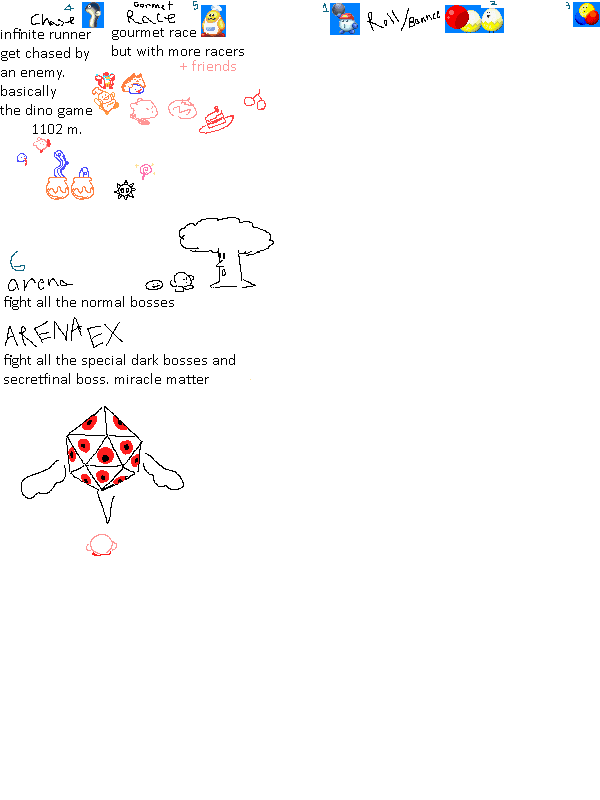 4
Chase
infinite runner
get chased by
an enemy.
basically
the dino game
1102 m.
Gormet
5
Race
gourmet race
but with more racers
+ friends
1
Roll/Bounce
2
3
6
arena
fight all the normal bosses
ARENA EX
fight all the special dark bosses and
secretfinal boss. miracle matter